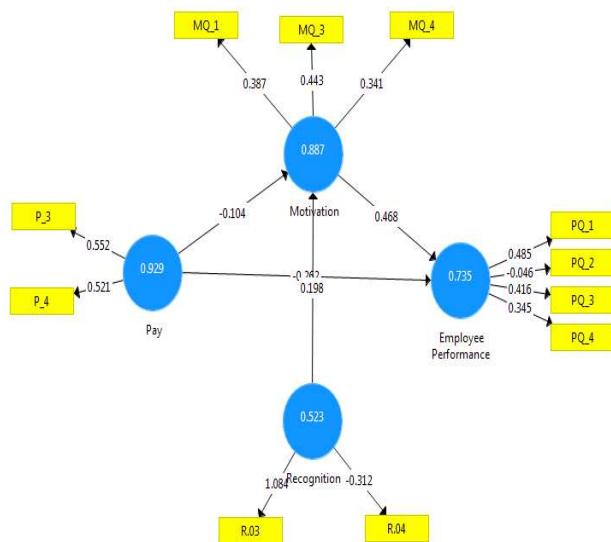 MQ_1
MQ_3
MQ_4
0.387
0.443
0.341
0.887
Motivation
P_3
0.552
-0.104
0.468
P_4
0.521
0.929
Pay
0.198
0.735
Employee
Performance
0.485
-0.046
0.416
0.345
PQ_1
PQ_2
PQ_3
PQ_4
0.523
Recognition
1.084
-0.312
R.03
R.04